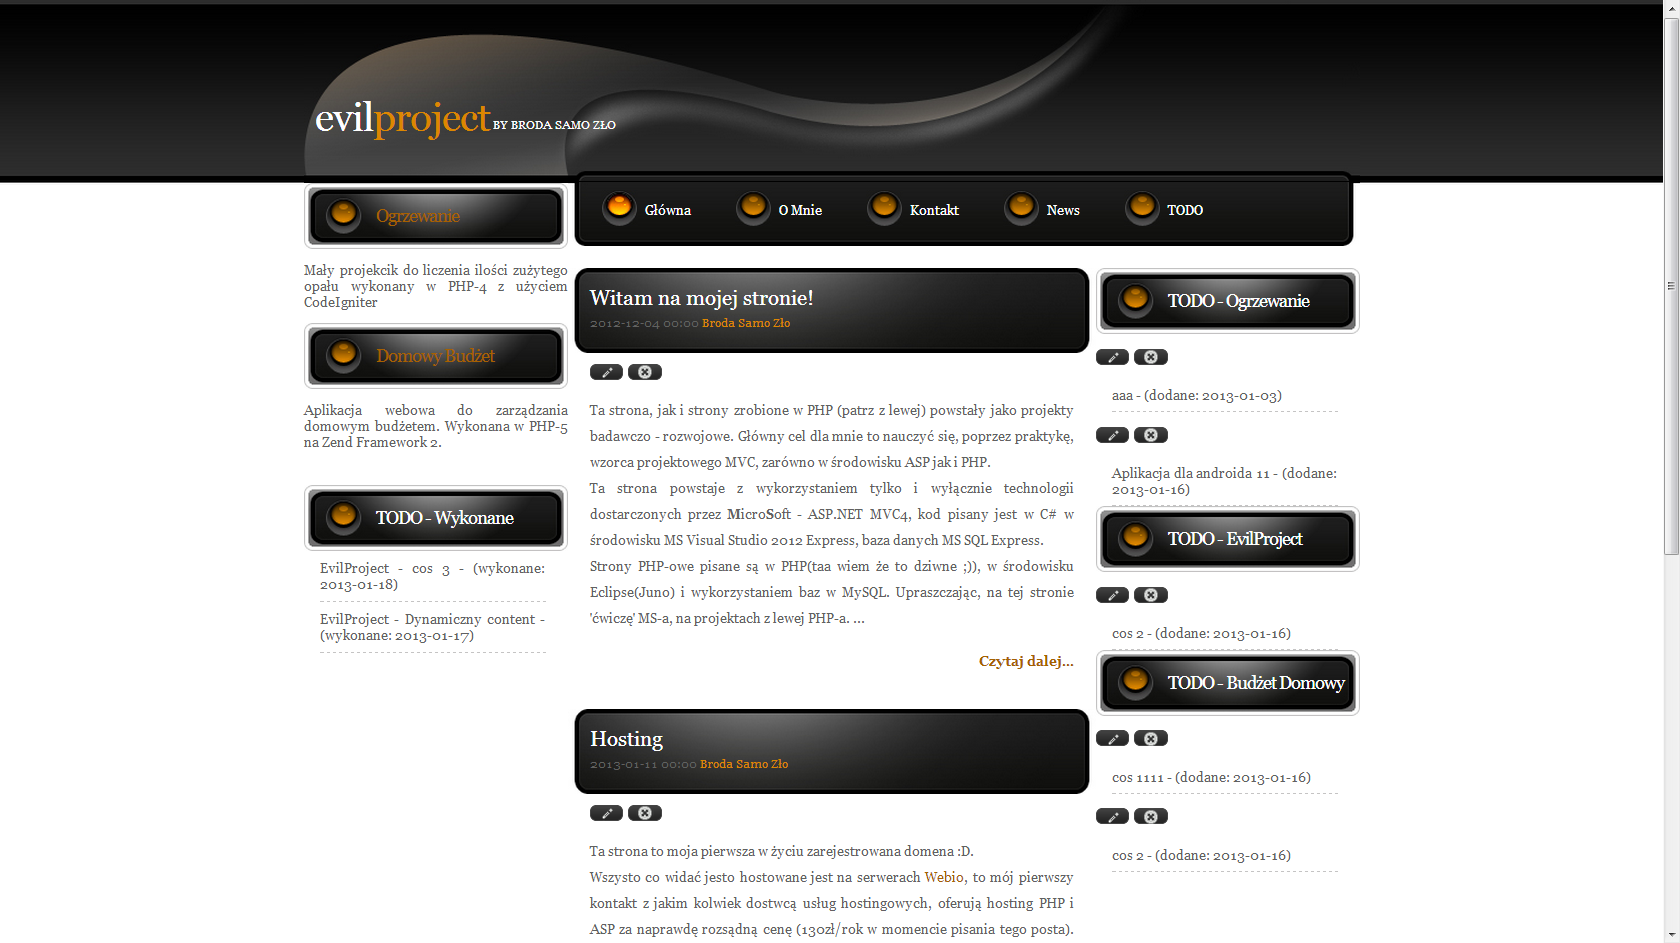 evilproject BY BRODA SAMO ZŁO
Główna
O Mnie
Kontakt
News
TODO
Ogrzewanie
Mały projekcik do liczenia ilości zużytego
opału wykonany w PHP-4 z użyciem
CodeIgniter
Domowy Budżet
Aplikacja webowa do zarządzania
domowym budżetem. Wykonana w PHP-5
na Zend Framework 2.
TODO - Wykonane
EvilProject - cos 3 - (wykonane:
2013-01-18)
EvilProject - Dynamiczny content -
(wykonane: 2013-01-17)
Witam na mojej stronie!
2012-12-04 00:00 Broda Samo Zło
Ta strona, jak i strony zrobione w PHP (patrz z lewej) powstały jako projekty
badawczo - rozwojowe. Główny cel dla mnie to nauczyć się, poprzez praktykę,
wzorca projektowego MVC, zarówno w środowisku ASP jak i PHP.
Ta strona powstaje z wykorzystaniem tylko i wyłącznie technologii
dostarczonych przez MicroSoft - ASP.NET MVC4, kod pisany jest w C# w
środowisku MS Visual Studio 2012 Express, baza danych MS SQL Express.
Strony PHP-owe pisane są w PHP(taa wiem że to dziwne ;)), w środowisku
Eclipse(Juno) i wykorzystaniem baz w MySQL. Upraszczając, na tej stronie
'ćwiczę' MS-a, na projektach z lewej PHP-a. ...
Czytaj dalej...
Hosting
2013-01-11 00:00 Broda Samo Zło
Ta strona to moja pierwsza w życiu zarejestrowana domena :D.
Wszysto co widać jesto hostowane jest na serwerach Webio, to mój pierwszy
kontakt z jakim kolwiek dostwcą usług hostingowych, oferują hosting PHP i
ASP za naprawdę rozsądną cenę (130zł/rok w momencie pisania tego posta).
TODO - Ogrzewanie
aaa - (dodane: 2013-01-03)
Aplikacja dla androida 11 - (dodane:
2013-01-16)
TODO - EvilProject
cos 2 - (dodane: 2013-01-16)
TODO - Budżet Domowy
cos 1111 - (dodane: 2013-01-16)
cos 2 - (dodane: 2013-01-16)